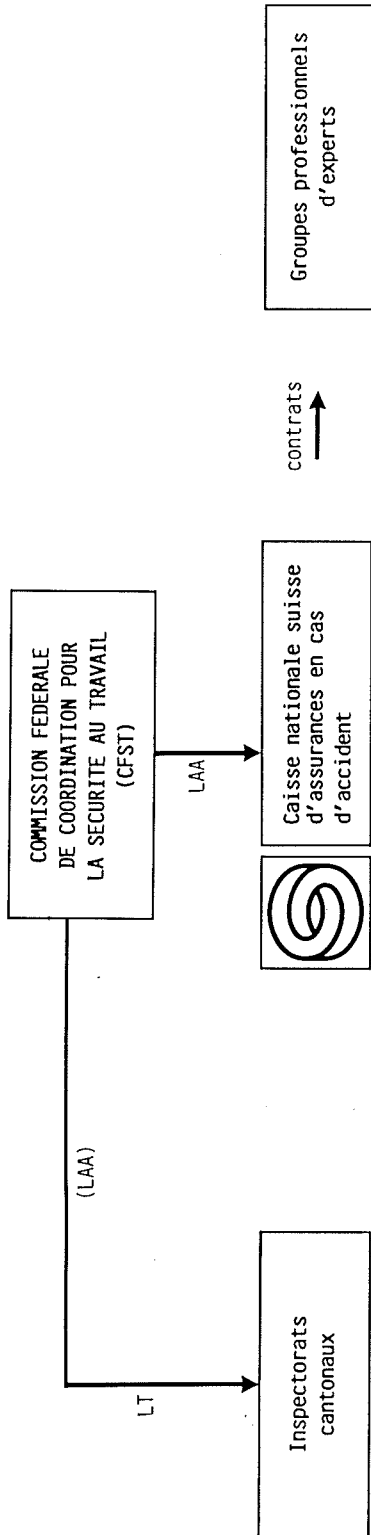 COMMISSION FEDERALE
DE COORDINATION POUR
LA SECURITE AU TRAVAIL
(CFST)
(LAA)
LT
LAA
Inspectorats
cantonaux
Caisse nationale suisse
d'assurances en cas
d'accident
contrats
Groupes professionnels
d'experts